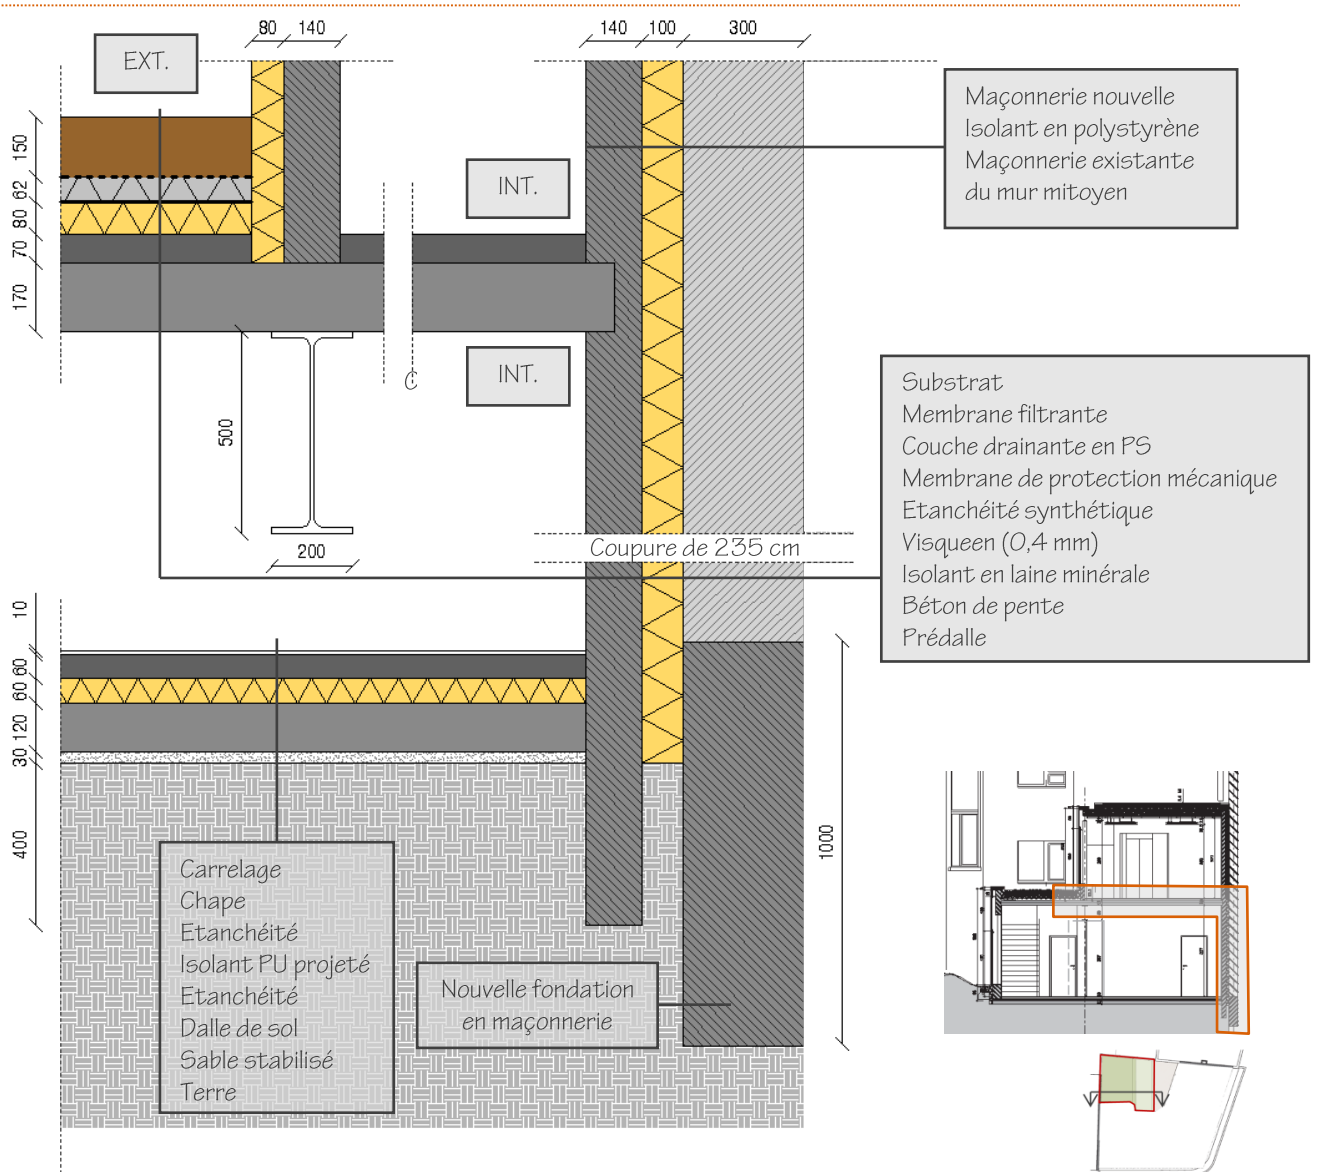 80 140
140 100 300
EXT.
Maçonnerie nouvelle
Isolant en polystyrène
Maçonnerie existante
du mur mitoyen
150
62
80
70
170
INT.
INT.
500
200
Substrat
Membrane filtrante
Couche drainante en PS
Membrane de protection mécanique
Etanchéité synthétique
Visqueen (0,4 mm)
Isolant en laine minérale
Béton de pente
Prédalle
Coupure de 235 cm
10
60
60
120
30
400
1000
Carrelage
Chape
Etanchéité
Isolant PU projeté
Etanchéité
Dalle de sol
Sable stabilisé
Terre
Nouvelle fondation
en maçonnerie